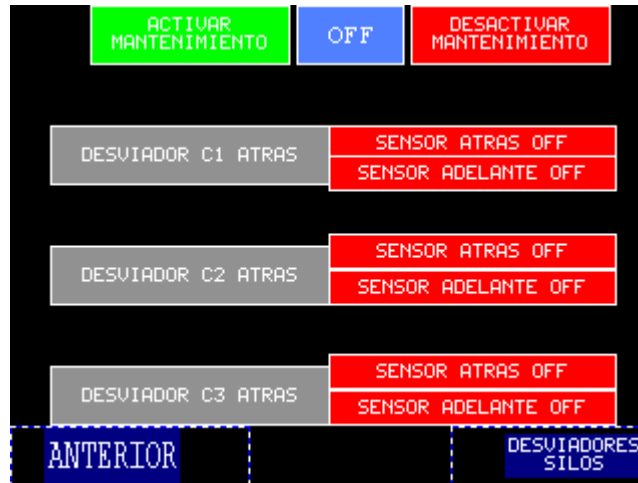 ACTIVAR
MANTENIMIENTO
OFF
DESACTIVAR
MANTENIMIENTO
DESVIADOR C1 ATRAS
SENSOR ATRAS OFF
SENSOR ADELANTE OFF
DESVIADOR C2 ATRAS
SENSOR ATRAS OFF
SENSOR ADELANTE OFF
DESVIADOR C3 ATRAS
SENSOR ATRAS OFF
SENSOR ADELANTE OFF
ANTERIOR
DESVIADORES
SILOS